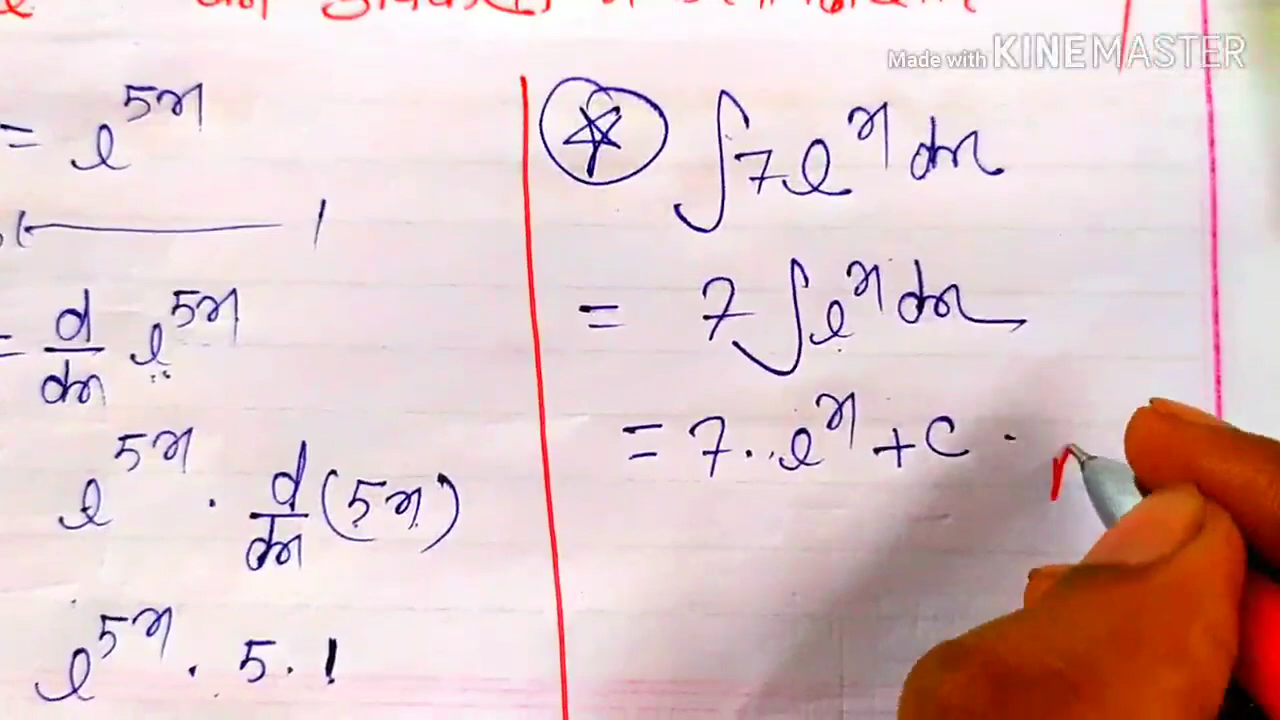 Made with KINEMASTER
= e^{5x}
= d/dx e^{5x}
e^{5x} . d/dx (5x)
e^{5x} . 5 . 1
∫7e^x dx
= 7∫e^x dx
= 7 . e^x + c